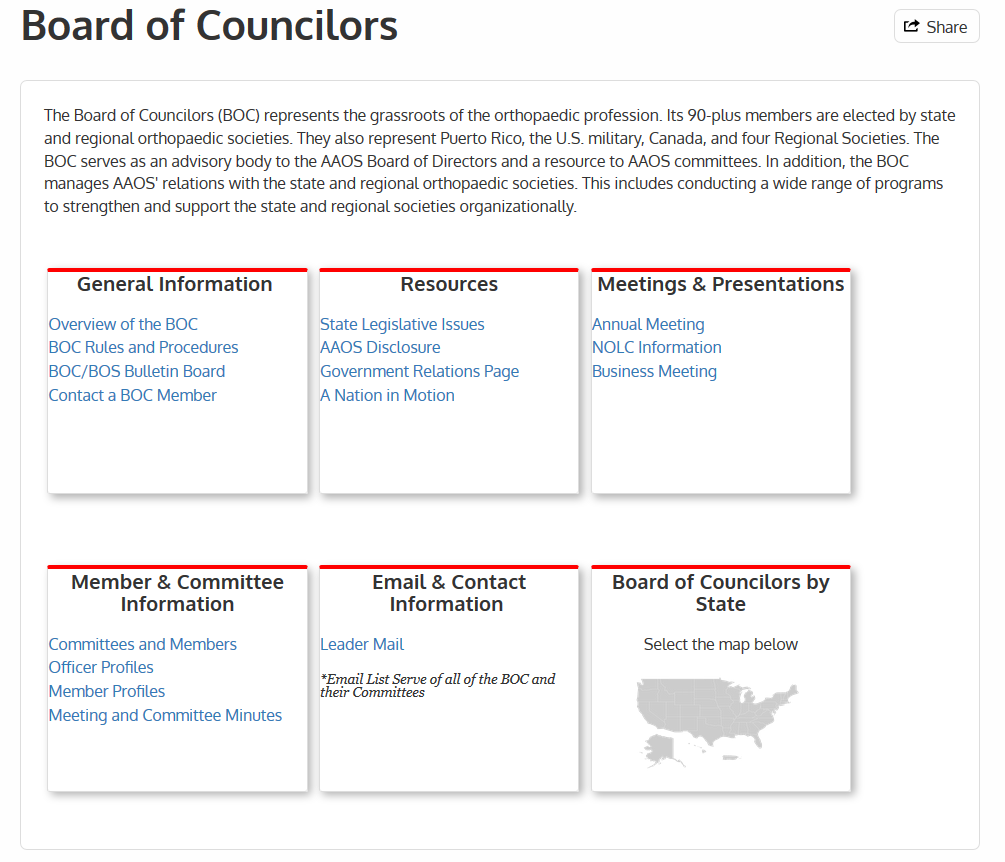 Board of Councilors
Share
The Board of Councilors (BOC) represents the grassroots of the orthopaedic profession. Its 90-plus members are elected by state
and regional orthopaedic societies. They also represent Puerto Rico, the U.S. military, Canada, and four Regional Societies. The
BOC serves as an advisory body to the AAOS Board of Directors and a resource to AAOS committees. In addition, the BOC
manages AAOS' relations with the state and regional orthopaedic societies. This includes conducting a wide range of programs
to strengthen and support the state and regional societies organizationally.
General Information
Overview of the BOC
BOC Rules and Procedures
BOC/BOS Bulletin Board
Contact a BOC Member
Resources
State Legislative Issues
AAOS Disclosure
Government Relations Page
A Nation in Motion
Meetings & Presentations
Annual Meeting
NOLC Information
Business Meeting
Member & Committee
Information
Committees and Members
Officer Profiles
Member Profiles
Meeting and Committee Minutes
Email & Contact
Information
Leader Mail
*Email List Serve of all of the BOC and
their Committees
Board of Councilors by
State
Select the map below